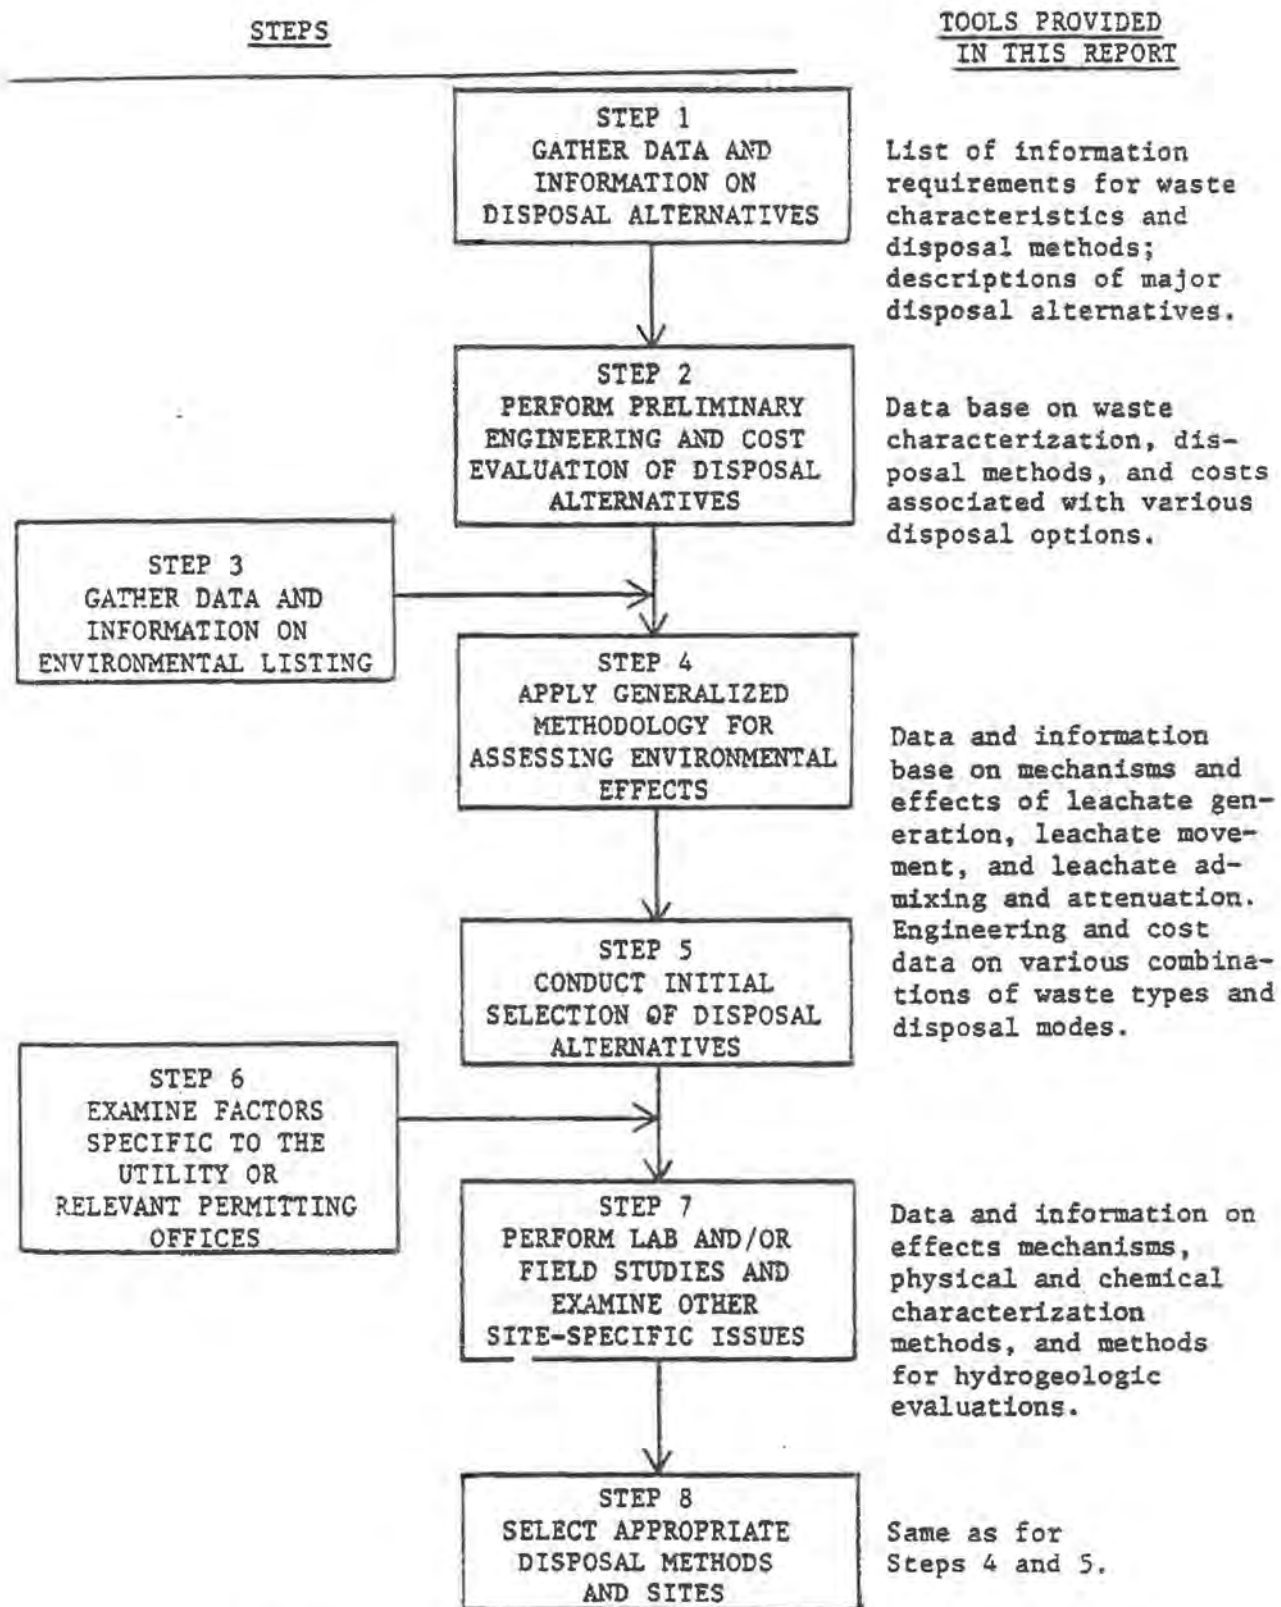 STEPS
TOOLS PROVIDED
IN THIS REPORT
STEP 1
GATHER DATA AND
INFORMATION ON
DISPOSAL ALTERNATIVES
List of information
requirements for waste
characteristics and
disposal methods;
descriptions of major
disposal alternatives.
STEP 2
PERFORM PRELIMINARY
ENGINEERING AND COST
EVALUATION OF DISPOSAL
ALTERNATIVES
Data base on waste
characterization, dis-
posal methods, and costs
associated with various
disposal options.
STEP 3
GATHER DATA AND
INFORMATION ON
ENVIRONMENTAL LISTING
STEP 4
APPLY GENERALIZED
METHODOLOGY FOR
ASSESSING ENVIRONMENTAL
EFFECTS
Data and information
base on mechanisms and
effects of leachate gen-
eration, leachate move-
ment, and leachate ad-
mixing and attenuation.
Engineering and cost
data on various combina-
tions of waste types and
disposal modes.
STEP 5
CONDUCT INITIAL
SELECTION OF DISPOSAL
ALTERNATIVES
STEP 6
EXAMINE FACTORS
SPECIFIC TO THE
UTILITY OR
RELEVANT PERMITTING
OFFICES
STEP 7
PERFORM LAB AND/OR
FIELD STUDIES AND
EXAMINE OTHER
SITE-SPECIFIC ISSUES
Data and information on
effects mechanisms,
physical and chemical
characterization
methods, and methods
for hydrogeologic
evaluations.
STEP 8
SELECT APPROPRIATE
DISPOSAL METHODS
AND SITES
Same as for
Steps 4 and 5.